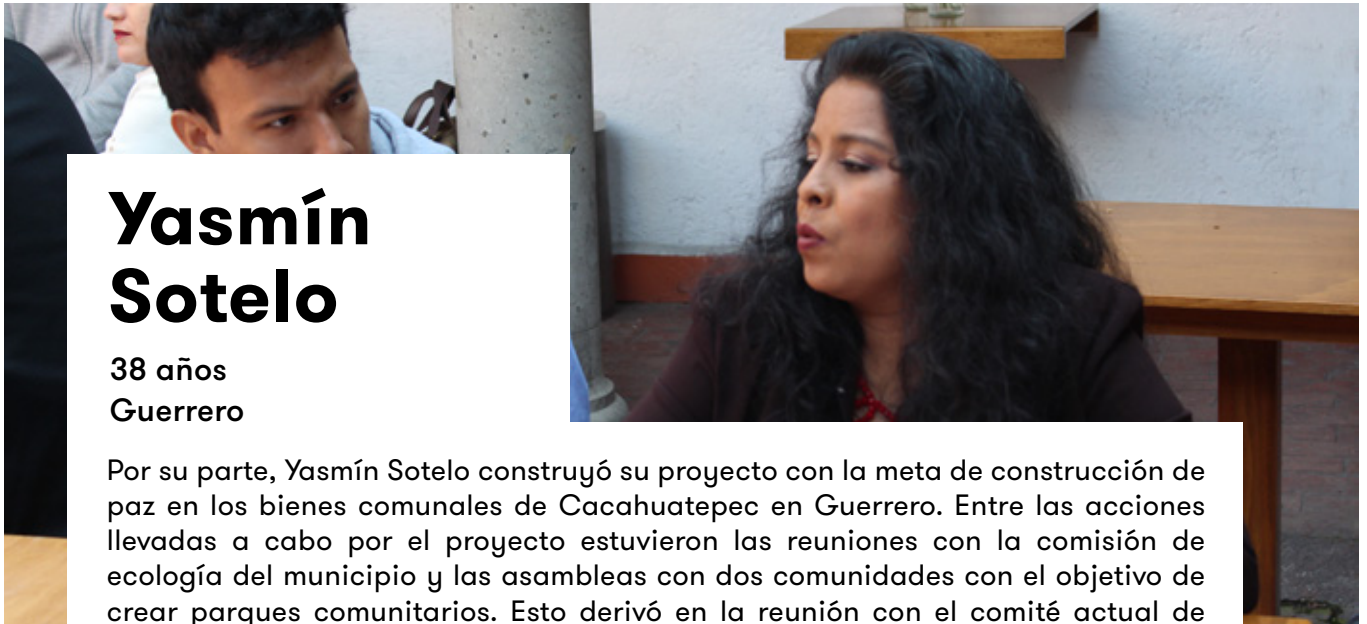 Yasmín
Sotelo
38 años
Guerrero
Por su parte, Yasmín Sotelo construyó su proyecto con la meta de construcción de
paz en los bienes comunales de Cacahuatepec en Guerrero. Entre las acciones
llevadas a cabo por el proyecto estuvieron las reuniones con la comisión de
ecología del municipio y las asambleas con dos comunidades con el objetivo de
crear parques comunitarios. Esto derivó en la reunión con el comité actual de